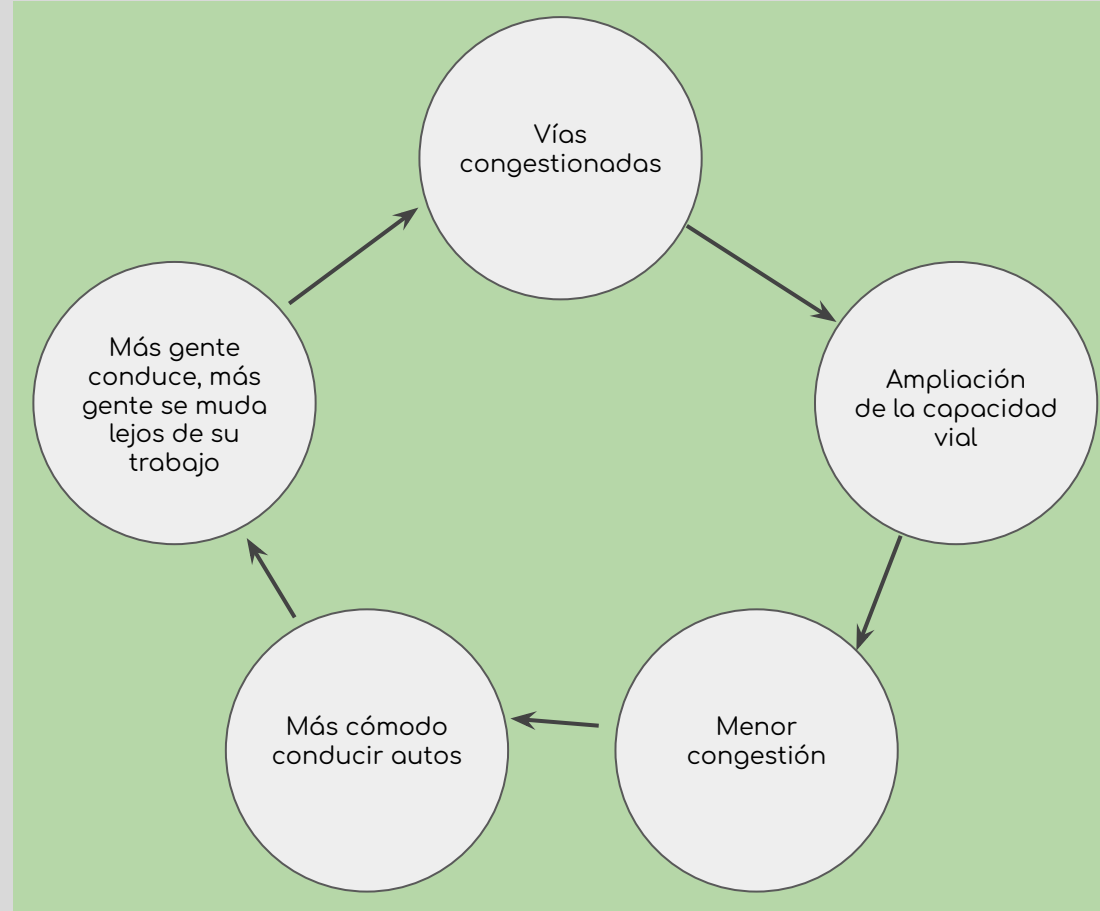 Vías
congestionadas
Ampliación
de la capacidad
vial
Menor
congestión
Más cómodo
conducir autos
Más gente
conduce, más
gente se muda
lejos de su
trabajo